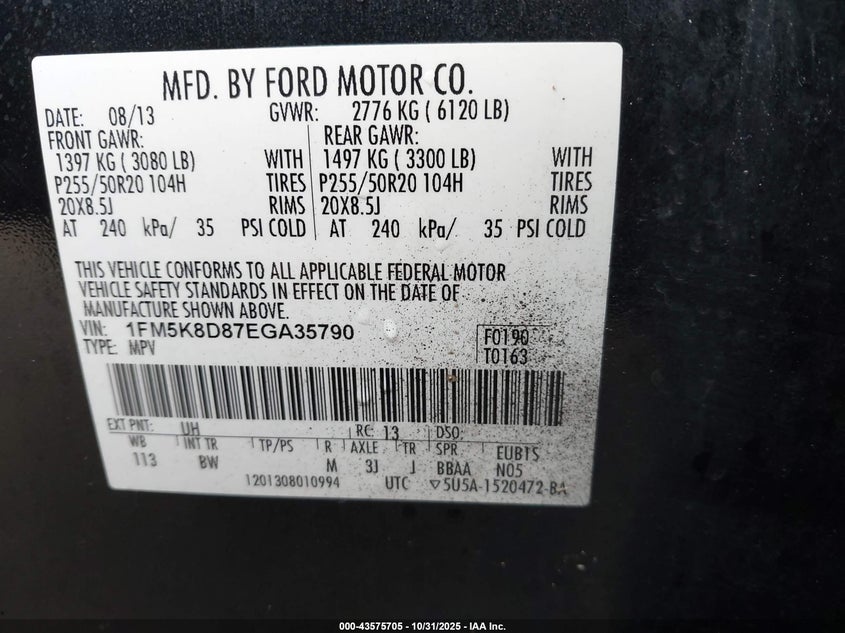 MFD. BY FORD MOTOR CO.
DATE: 08/13 GVWR: 2776 KG ( 6120 LB)
FRONT GAWR: REAR GAWR:
1397 KG ( 3080 LB) WITH 1497 KG ( 3300 LB) WITH
P255/50R20 104H TIRES P255/50R20 104H TIRES
20X8.5J RIMS 20X8.5J RIMS
AT 240 kPa/ 35 PSI COLD AT 240 kPa/ 35 PSI COLD
THIS VEHICLE CONFORMS TO ALL APPLICABLE FEDERAL MOTOR
VEHICLE SAFETY STANDARDS IN EFFECT ON THE DATE OF
MANUFACTURE SHOWN ABOVE.
VIN: 1FM5K8D87EGA35790 F0190
TYPE: MPV T0163
EXT PNT: UH RC: 13 DSO:
WB INT TR TP/PS R AXLE TR SPR EUB1S
113 BW M 3J J BBAA N05
1201308010994 UTC ▽5U5A-1520472-BA
000-43575705 - 10/31/2025 - IAA Inc.